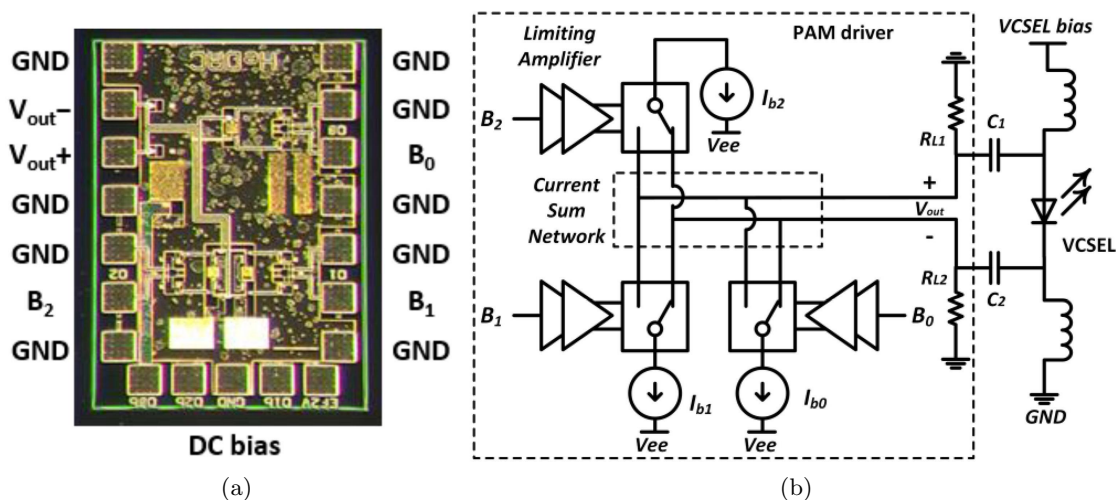 GND
V_out−
V_out+
GND
GND
B_2
GND
GND
GND
B_0
GND
GND
B_1
GND
DC bias
(a)
Limiting
Amplifier
PAM driver
VCSEL bias
B_2
I_b2
Vee
R_L1
C_1
Current
Sum
Network
+
V_out
-
VCSEL
R_L2
C_2
B_1
B_0
I_b1
I_b0
Vee
Vee
GND
(b)